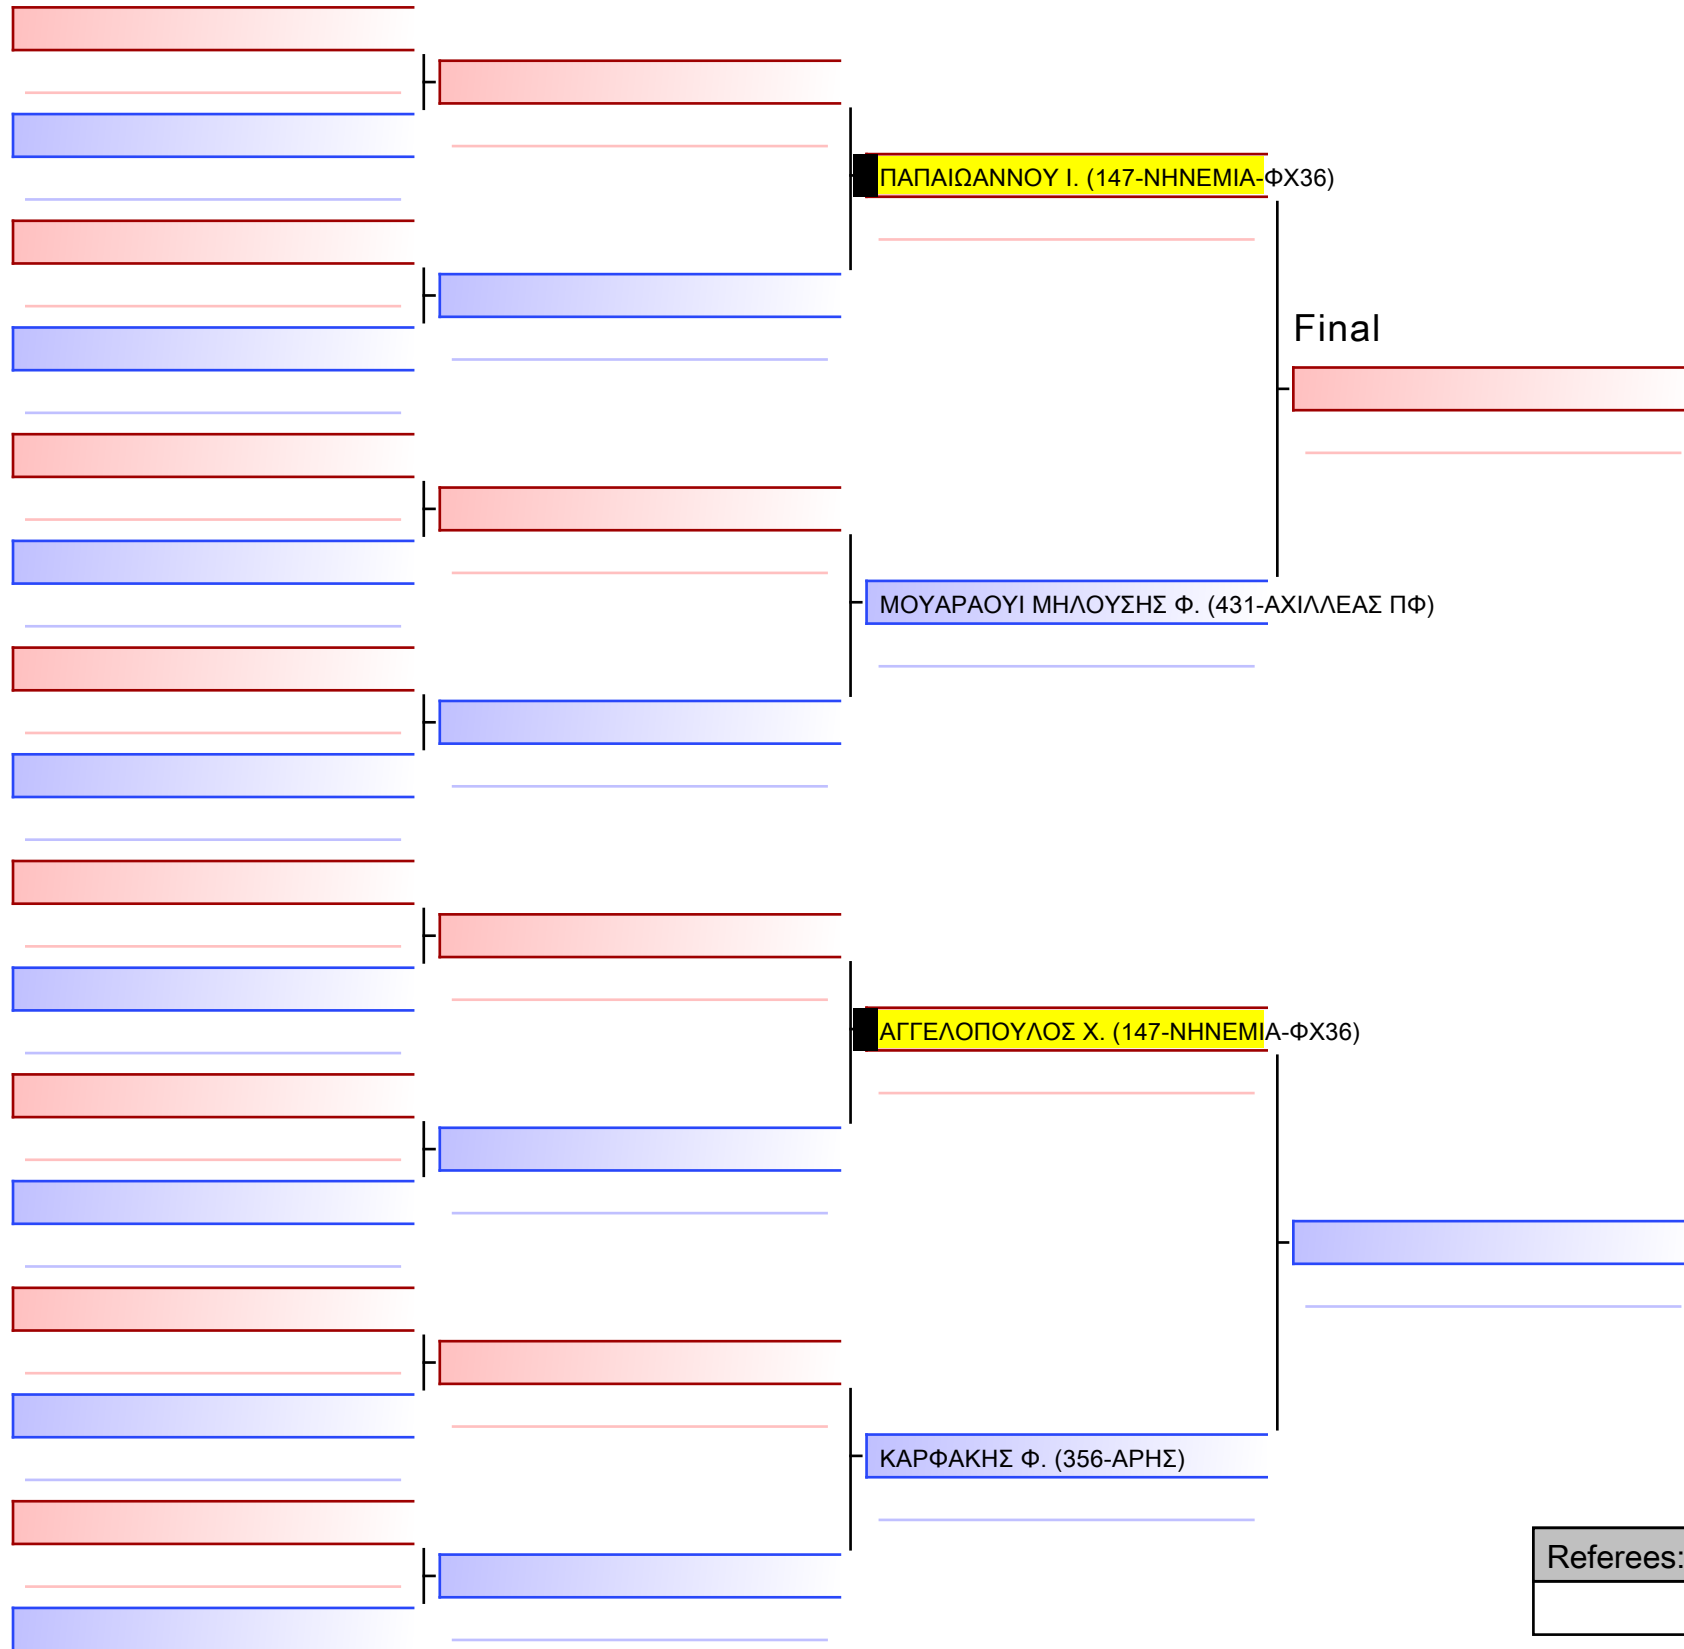 ΠΑΠΑΙΩΑΝΝΟΥ Ι. (147-ΝΗΝΕΜΙΑ-ΦΧ36)
Final
ΜΟΥΑΡΑΟΥΙ ΜΗΛΟΥΣΗΣ Φ. (431-ΑΧΙΛΛΕΑΣ ΠΦ)
ΑΓΓΕΛΟΠΟΥΛΟΣ Χ. (147-ΝΗΝΕΜΙΑ-ΦΧ36)
ΚΑΡΦΑΚΗΣ Φ. (356-ΑΡΗΣ)
Referees: